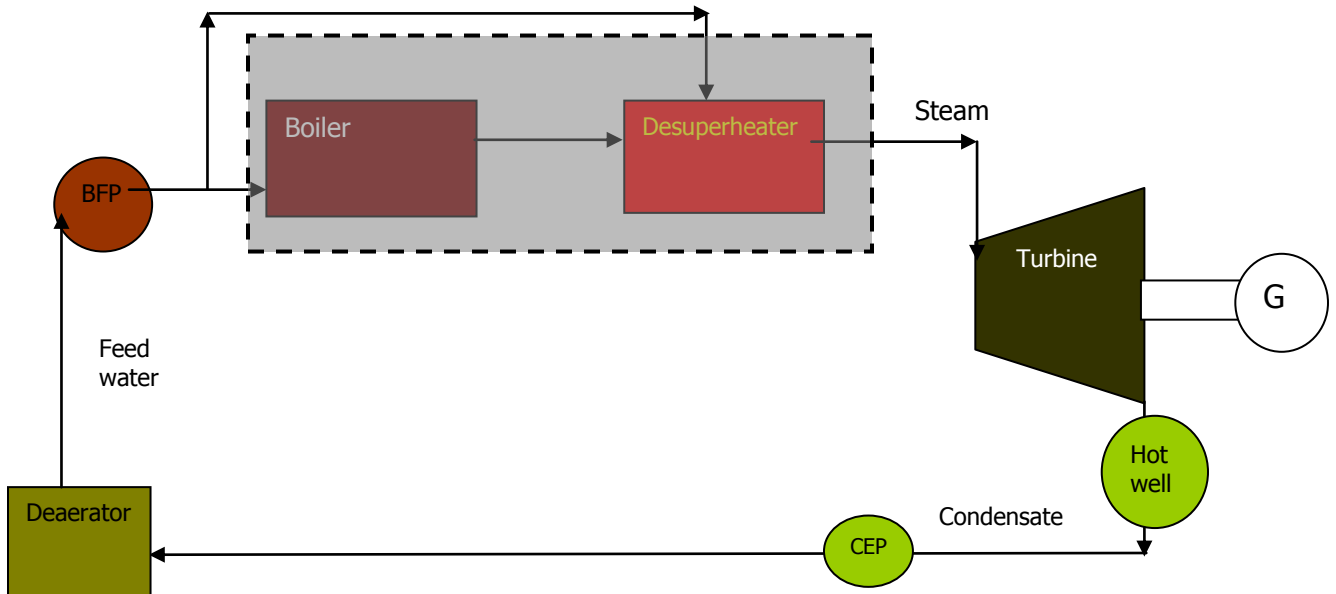 Boiler
Desuperheater
Steam
BFP
Turbine
G
Feed
water
Hot
well
Deaerator
Condensate
CEP